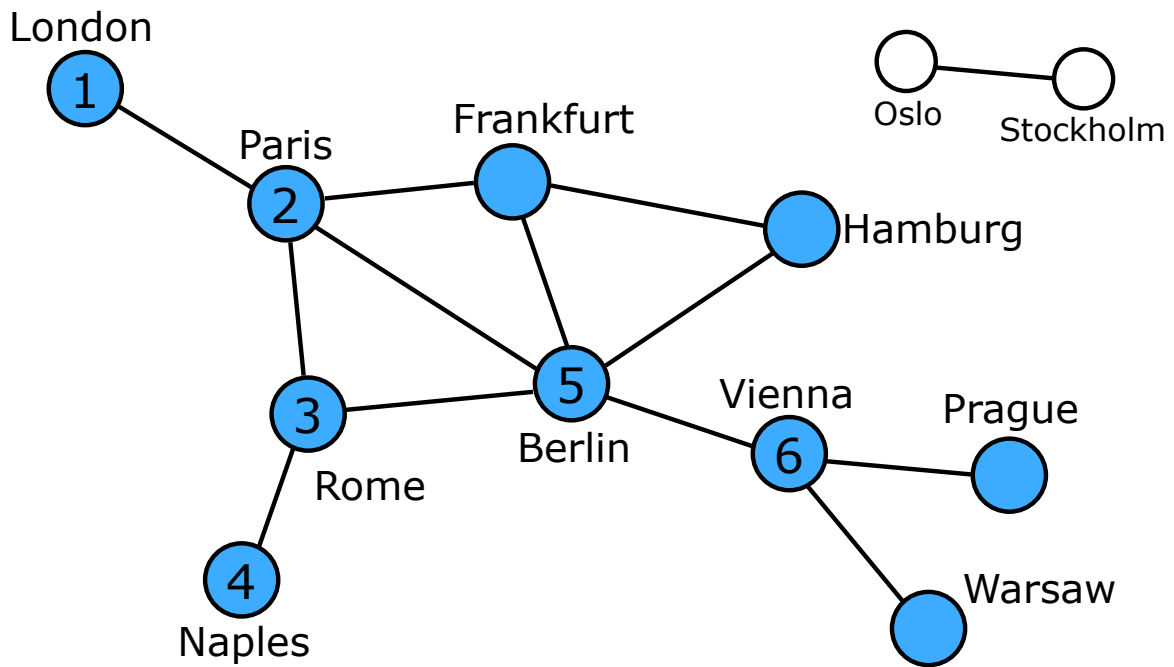 London
1
Oslo
Stockholm
Frankfurt
Paris
2
Hamburg
5
Berlin
3
Rome
Vienna
6
Prague
4
Naples
Warsaw